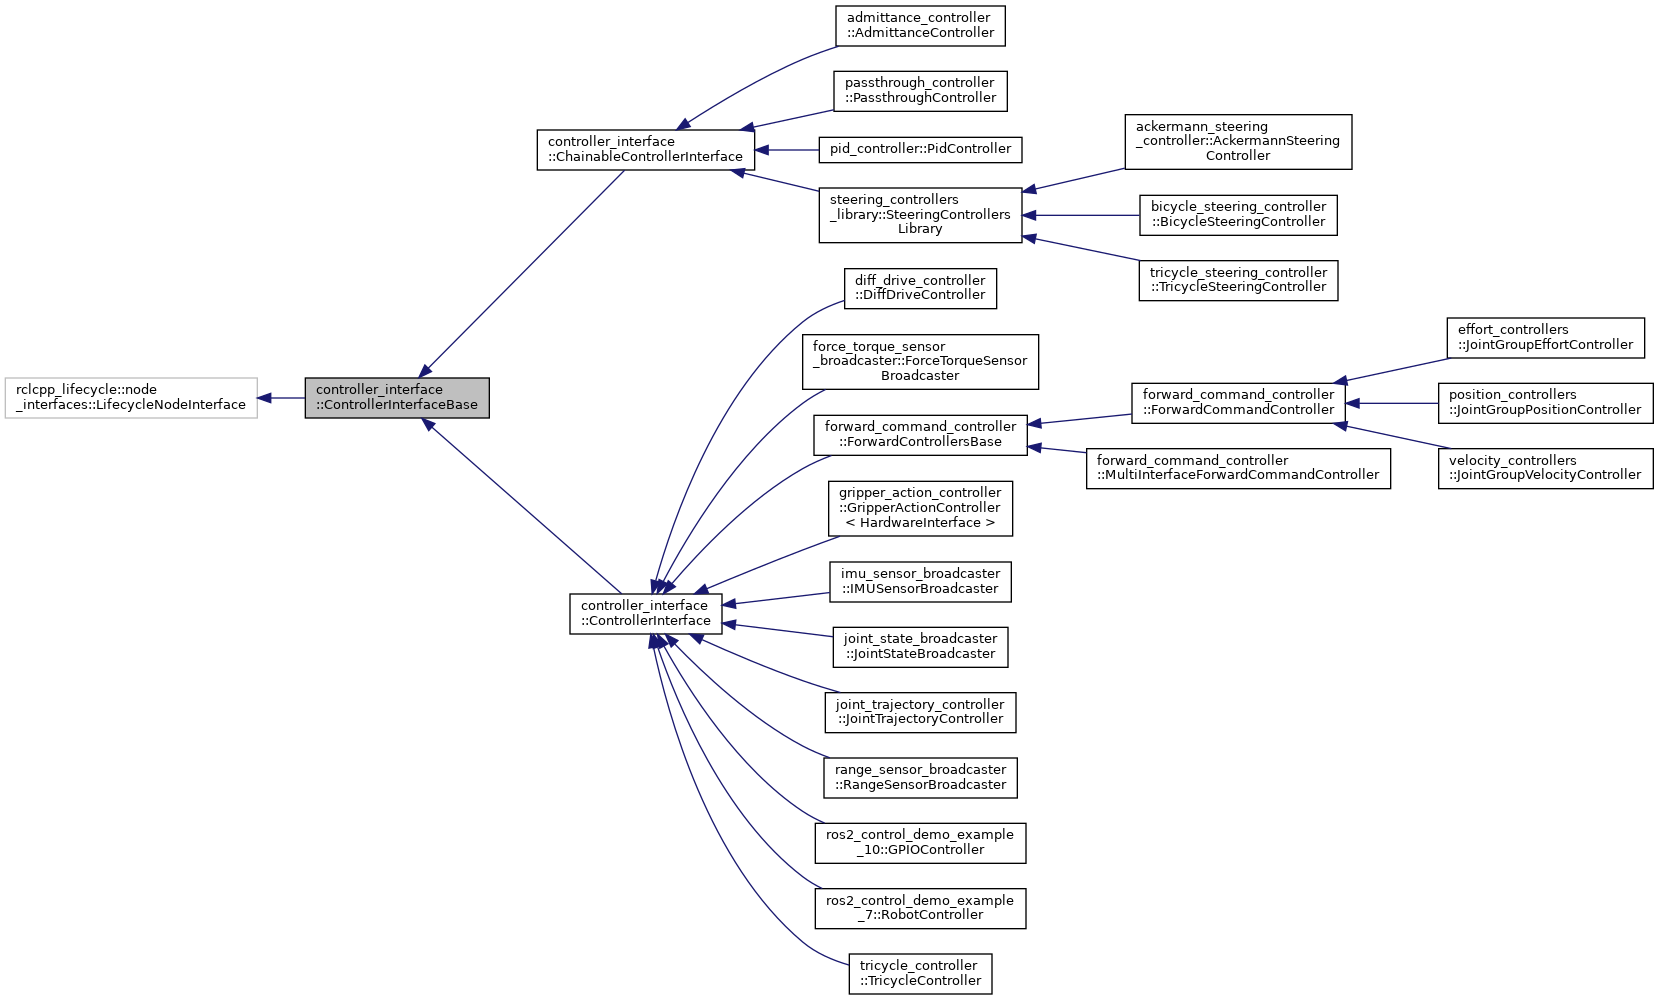 admittance_controller
::AdmittanceController
passthrough_controller
::PassthroughController
controller_interface
::ChainableControllerInterface
pid_controller::PidController
ackermann_steering
_controller::AckermannSteering
Controller
steering_controllers
_library::SteeringControllers
Library
bicycle_steering_controller
::BicycleSteeringController
tricycle_steering_controller
::TricycleSteeringController
diff_drive_controller
::DiffDriveController
force_torque_sensor
_broadcaster::ForceTorqueSensor
Broadcaster
effort_controllers
::JointGroupEffortController
rclcpp_lifecycle::node
_interfaces::LifecycleNodeInterface
controller_interface
::ControllerInterfaceBase
forward_command_controller
::ForwardCommandController
position_controllers
::JointGroupPositionController
forward_command_controller
::ForwardControllersBase
forward_command_controller
::MultiInterfaceForwardCommandController
velocity_controllers
::JointGroupVelocityController
gripper_action_controller
::GripperActionController
< HardwareInterface >
imu_sensor_broadcaster
::IMUSensorBroadcaster
controller_interface
::ControllerInterface
joint_state_broadcaster
::JointStateBroadcaster
joint_trajectory_controller
::JointTrajectoryController
range_sensor_broadcaster
::RangeSensorBroadcaster
ros2_control_demo_example
_10::GPIOController
ros2_control_demo_example
_7::RobotController
tricycle_controller
::TricycleController